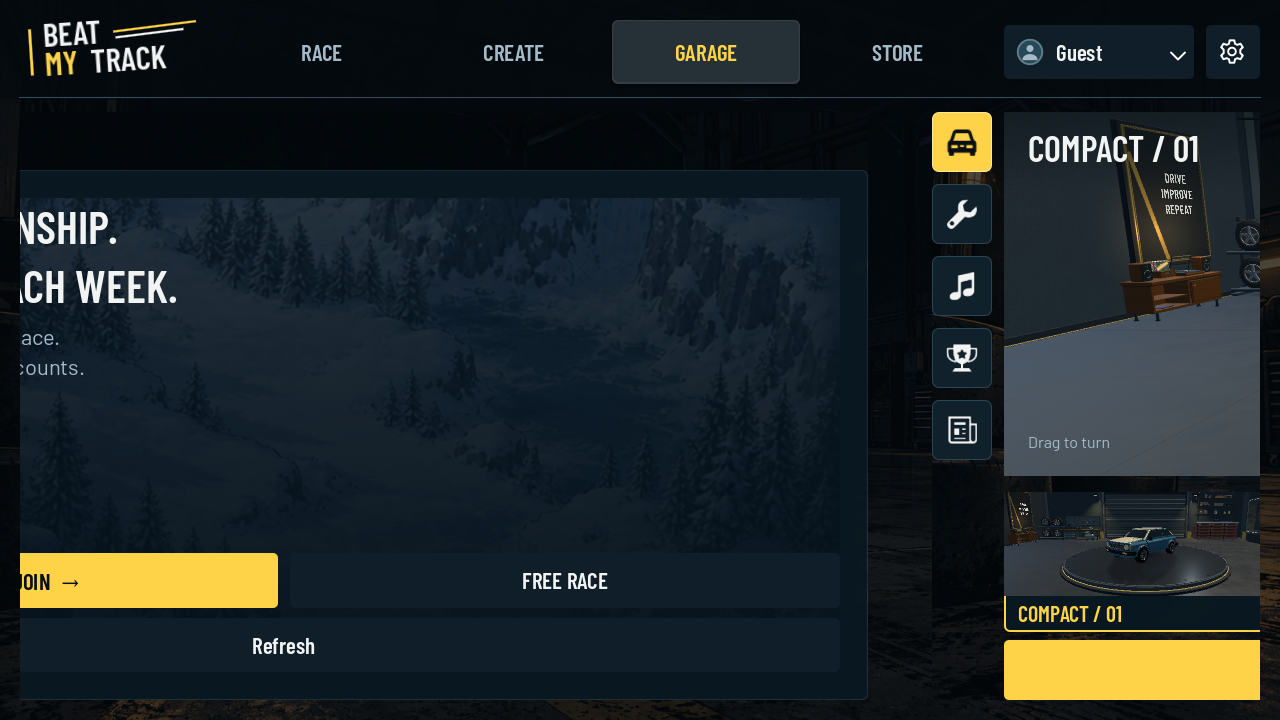 BEAT
MY TRACK
RACE
CREATE
GARAGE
STORE
Guest
NSHIP.
ACH WEEK.
ace.
counts.
JOIN →
FREE RACE
Refresh
COMPACT / 01
DRIVE
IMPROVE
REPEAT
Drag to turn
COMPACT / 01